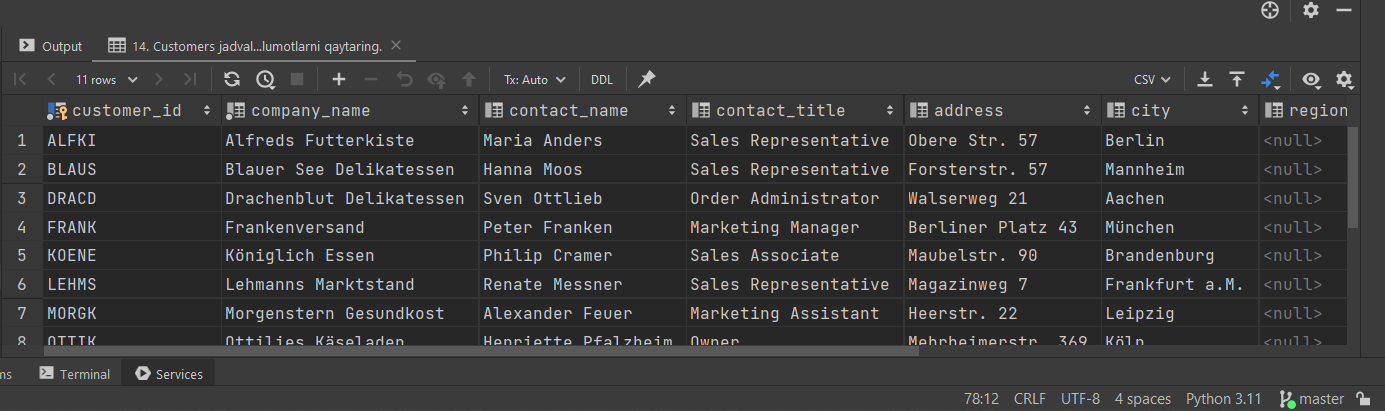 Output 14. Customers jadval...lumotlarni qaytaring.
11 rows Tx: Auto DDL CSV
customer_id company_name contact_name contact_title address city region
1 ALFKI Alfreds Futterkiste Maria Anders Sales Representative Obere Str. 57 Berlin <null>
2 BLAUS Blauer See Delikatessen Hanna Moos Sales Representative Forsterstr. 57 Mannheim <null>
3 DRACD Drachenblut Delikatessen Sven Ottlieb Order Administrator Walserweg 21 Aachen <null>
4 FRANK Frankenversand Peter Franken Marketing Manager Berliner Platz 43 München <null>
5 KOENE Königlich Essen Philip Cramer Sales Associate Maubelstr. 90 Brandenburg <null>
6 LEHMS Lehmanns Marktstand Renate Messner Sales Representative Magazinweg 7 Frankfurt a.M. <null>
7 MORGK Morgenstern Gesundkost Alexander Feuer Marketing Assistant Heerstr. 22 Leipzig <null>
8 OTTIK Ottilies Käseladen Henriette Pfalzheim Owner Mehrheimerstr. 369 Köln <null>
ms Terminal Services
78:12 CRLF UTF-8 4 spaces Python 3.11 master